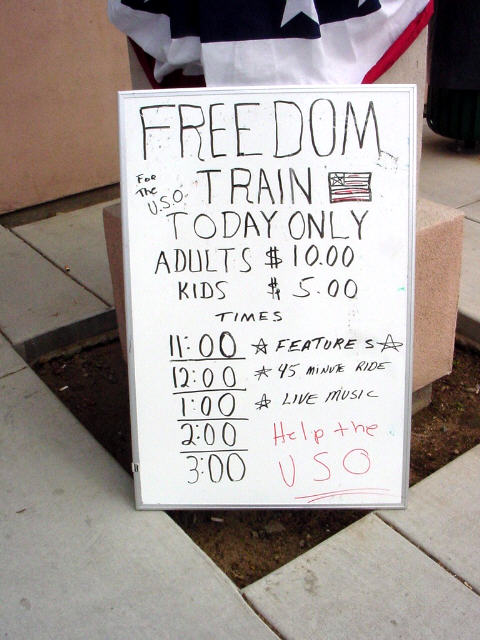 FREEDOM
For The U.S.O.
TRAIN
TODAY ONLY
ADULTS $10.00
KIDS $5.00
TIMES
11:00 ☆ FEATURES ☆
12:00 ☆ 45 MINUTE RIDE
1:00 ☆ LIVE MUSIC
2:00 Help the
3:00 USO